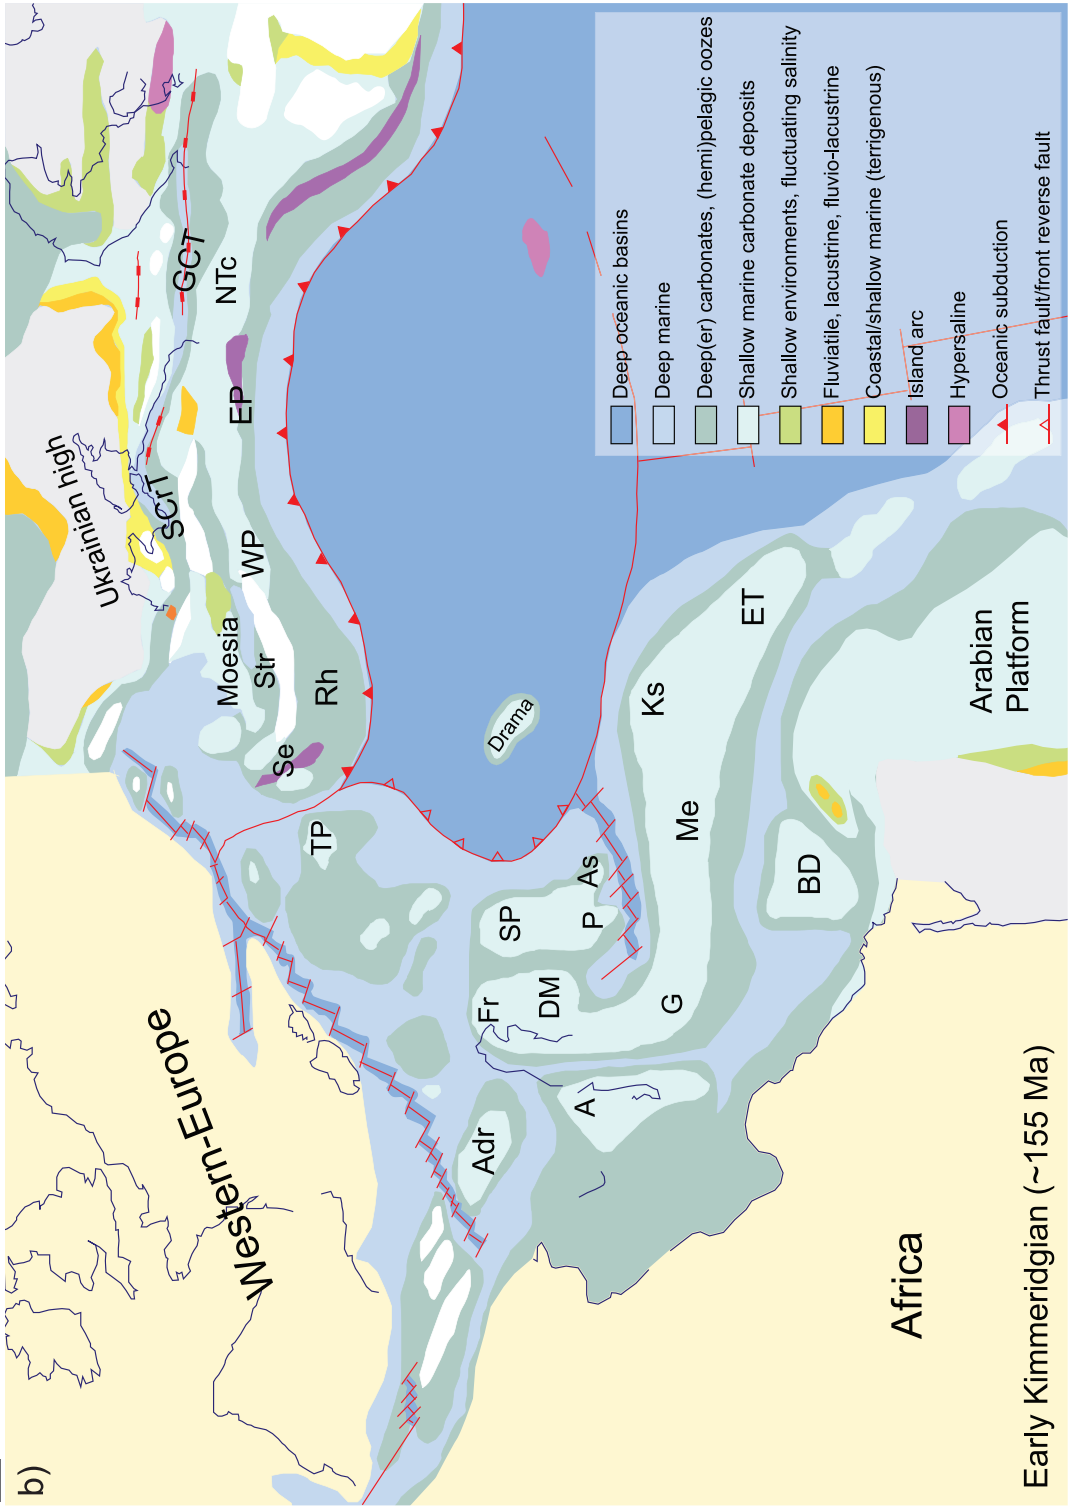 b)
Western-Europe
Ukrainian high
SCrT
GCT
NTc
EP
WP
Moesia
Str
Rh
Se
TP
Drama
SP
As
P
Fr
DM
G
Adr
A
Ks
ET
Me
BD
Arabian
Platform
Africa
Early Kimmeridgian (~155 Ma)
Deep oceanic basins
Deep marine
Deep(er) carbonates, (hemi)pelagic oozes
Shallow marine carbonate deposits
Shallow environments, fluctuating salinity
Fluviatile, lacustrine, fluvio-lacustrine
Coastal/shallow marine (terrigenous)
Island arc
Hypersaline
Oceanic subduction
Thrust fault/front reverse fault